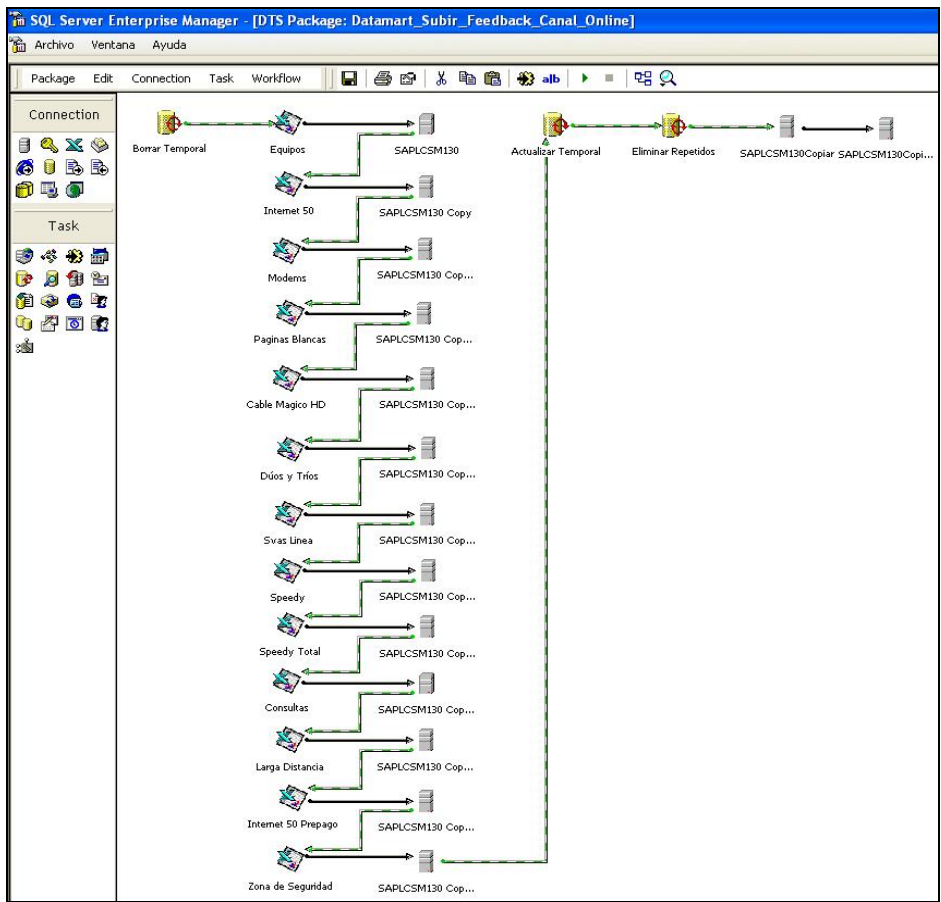 SQL Server Enterprise Manager - [DTS Package: Datamart_Subir_Feedback_Canal_Online]
Archivo Ventana Ayuda
Package Edit Connection Task Workflow alb
Connection
Task
Borrar Temporal Equipos SAPLCSM130 Actualizar Temporal Eliminar Repetidos SAPLCSM130Copiar SAPLCSM130Copi...
Internet 50 SAPLCSM130 Copy
Modems SAPLCSM130 Cop...
Paginas Blancas SAPLCSM130 Cop...
Cable Magico HD SAPLCSM130 Cop...
Dúos y Tríos SAPLCSM130 Cop...
Svas Linea SAPLCSM130 Cop...
Speedy SAPLCSM130 Cop...
Speedy Total SAPLCSM130 Cop...
Consultas SAPLCSM130 Cop...
Larga Distancia SAPLCSM130 Cop...
Internet 50 Prepago SAPLCSM130 Cop...
Zona de Seguridad SAPLCSM130 Cop...